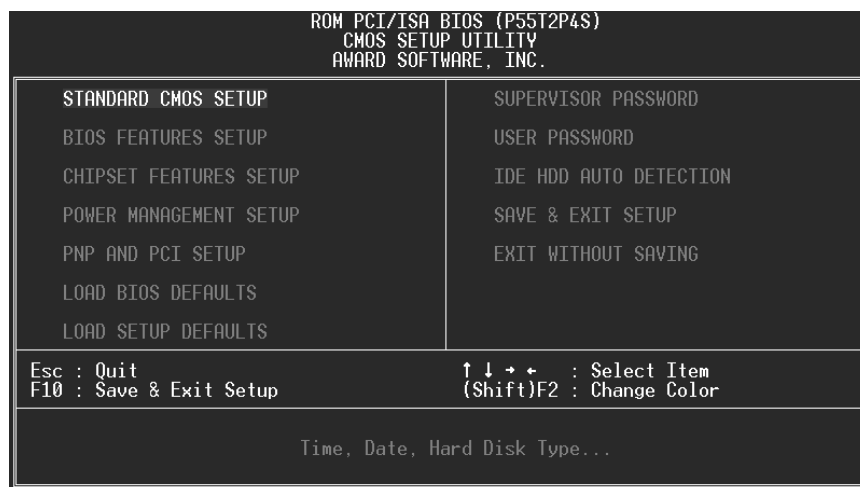 ROM PCI/ISA BIOS (P55T2P4S)
CMOS SETUP UTILITY
AWARD SOFTWARE, INC.
STANDARD CMOS SETUP
BIOS FEATURES SETUP
CHIPSET FEATURES SETUP
POWER MANAGEMENT SETUP
PNP AND PCI SETUP
LOAD BIOS DEFAULTS
LOAD SETUP DEFAULTS
SUPERVISOR PASSWORD
USER PASSWORD
IDE HDD AUTO DETECTION
SAVE & EXIT SETUP
EXIT WITHOUT SAVING
Esc : Quit
F10 : Save & Exit Setup
↑ ↓ → ← : Select Item
(Shift)F2 : Change Color
Time, Date, Hard Disk Type...